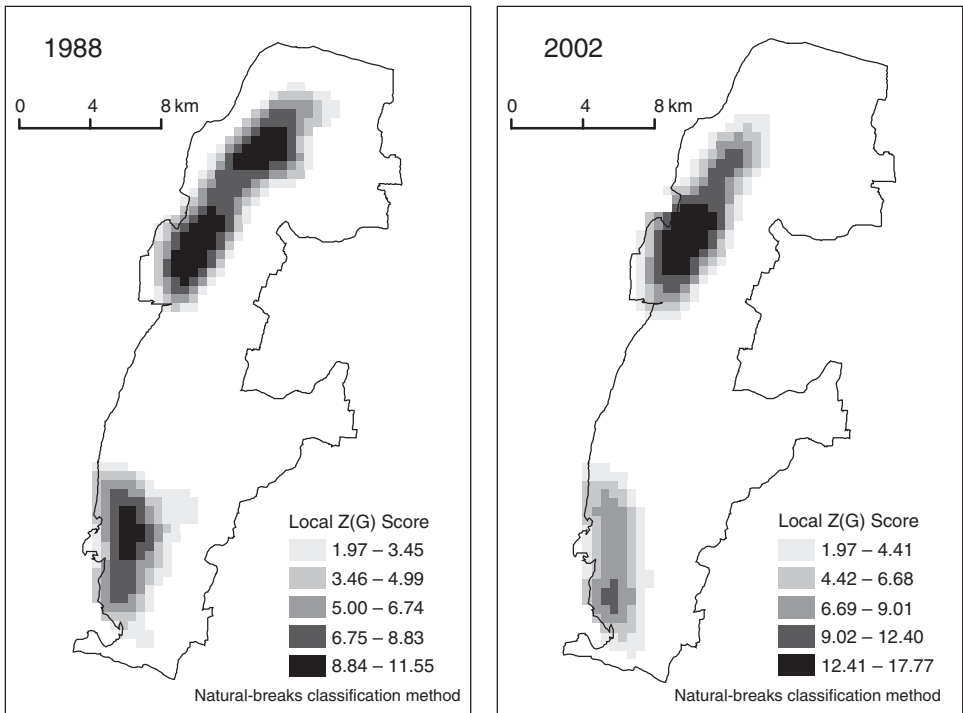 1988
0 4 8 km
Local Z(G) Score
1.97 – 3.45
3.46 – 4.99
5.00 – 6.74
6.75 – 8.83
8.84 – 11.55
Natural-breaks classification method
2002
0 4 8 km
Local Z(G) Score
1.97 – 4.41
4.42 – 6.68
6.69 – 9.01
9.02 – 12.40
12.41 – 17.77
Natural-breaks classification method